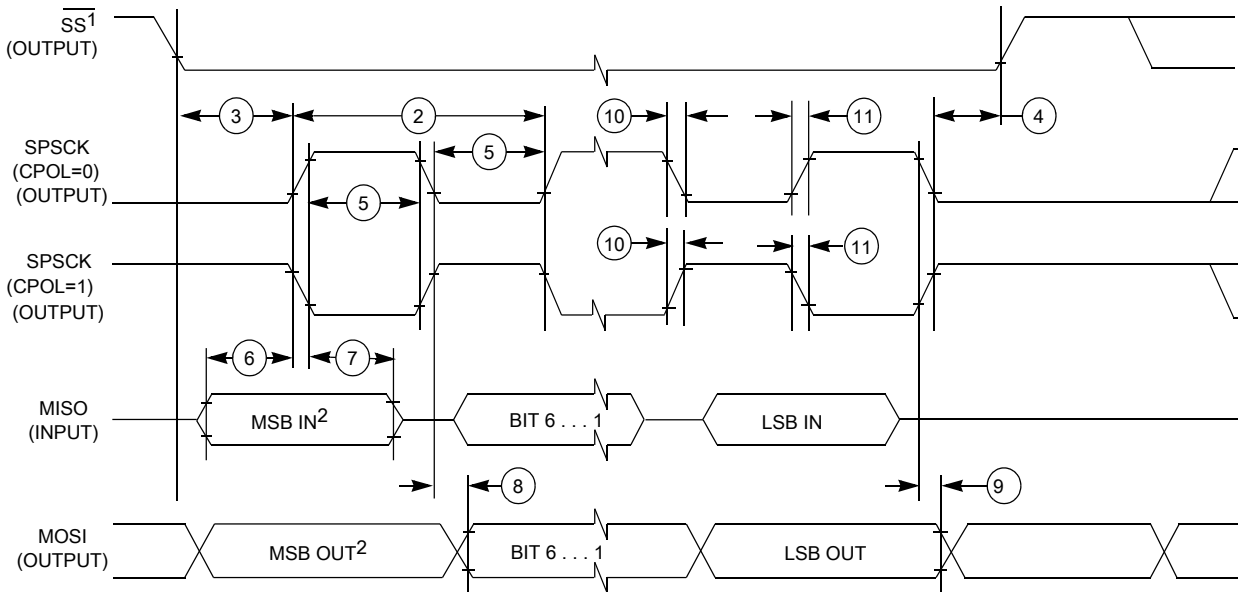 SS1
(OUTPUT)
3
2
10
11
4
SPSCK
(CPOL=0)
(OUTPUT)
5
5
SPSCK
(CPOL=1)
(OUTPUT)
10
11
6
7
MISO
(INPUT)
MSB IN2
BIT 6 . . . 1
LSB IN
8
9
MOSI
(OUTPUT)
MSB OUT2
BIT 6 . . . 1
LSB OUT